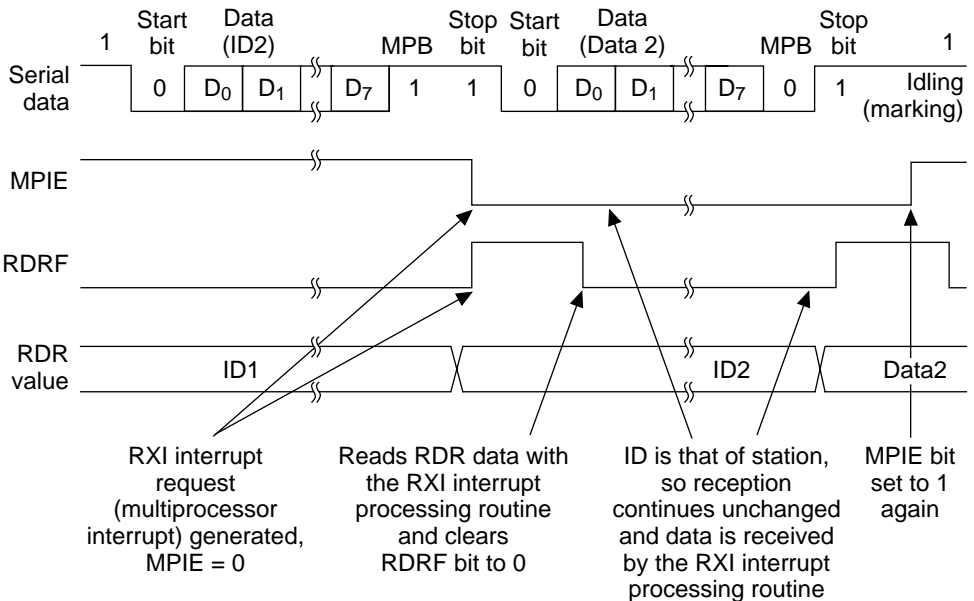 1
Start bit
Data (ID2)
MPB
Stop bit
Start bit
Data (Data 2)
MPB
Stop bit
1
Serial data
0
D0
D1
D7
1
1
0
D0
D1
D7
0
1
Idling (marking)
MPIE
RDRF
RDR value
ID1
ID2
Data2
RXI interrupt
request
(multiprocessor
interrupt) generated,
MPIE = 0
Reads RDR data with
the RXI interrupt
processing routine
and clears
RDRF bit to 0
ID is that of station,
so reception
continues unchanged
and data is received
by the RXI interrupt
processing routine
MPIE bit
set to 1
again